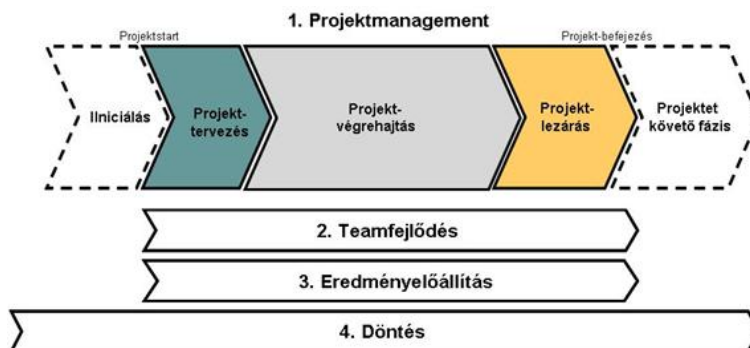 1. Projektmanagement
Projektstart
Projekt-befejezés
IIniciálás
Projekt-
tervezés
Projekt-
végrehajtás
Projekt-
lezárás
Projektet
követő fázis
2. Teamfejlődés
3. Eredményelőállítás
4. Döntés